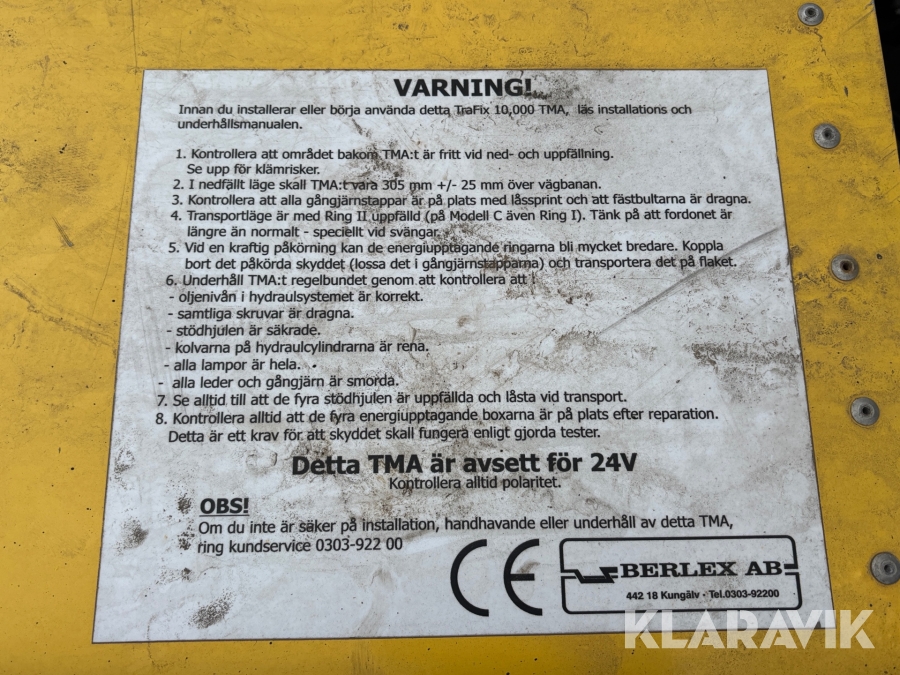 VARNING!
Innan du installerar eller börja använda detta TraFix 10,000 TMA, läs installations och
underhållsmanualen.
1. Kontrollera att området bakom TMA:t är fritt vid ned- och uppfällning.
Se upp för klämrisker.
2. I nedfällt läge skall TMA:t vara 305 mm +/- 25 mm över vägbanan.
3. Kontrollera att alla gångjärnstappar är på plats med låssprint och att fästbultarna är dragna.
4. Transportläge är med Ring II uppfälld (på Modell C även Ring I). Tänk på att fordonet är
längre än normalt - speciellt vid svängar.
5. Vid en kraftig påkörning kan de energiupptagande ringarna bli mycket bredare. Koppla
bort det påkörda skyddet (lossa det i gångjärnstapparna) och transportera det på flaket.
6. Underhåll TMA:t regelbundet genom att kontrollera att :
- oljenivån i hydraulsystemet är korrekt.
- samtliga skruvar är dragna.
- stödhjulen är säkrade.
- kolvarna på hydraulcylindrarna är rena.
- alla lampor är hela.
- alla leder och gångjärn är smorda.
7. Se alltid till att de fyra stödhjulen är uppfällda och låsta vid transport.
8. Kontrollera alltid att de fyra energiupptagande boxarna är på plats efter reparation.
Detta är ett krav för att skyddet skall fungera enligt gjorda tester.
Detta TMA är avsett för 24V
Kontrollera alltid polaritet.
OBS!
Om du inte är säker på installation, handhavande eller underhåll av detta TMA,
ring kundservice 0303-922 00
CE
BERLEX AB
442 18 Kungälv · Tel.0303-92200
KLARAVIK